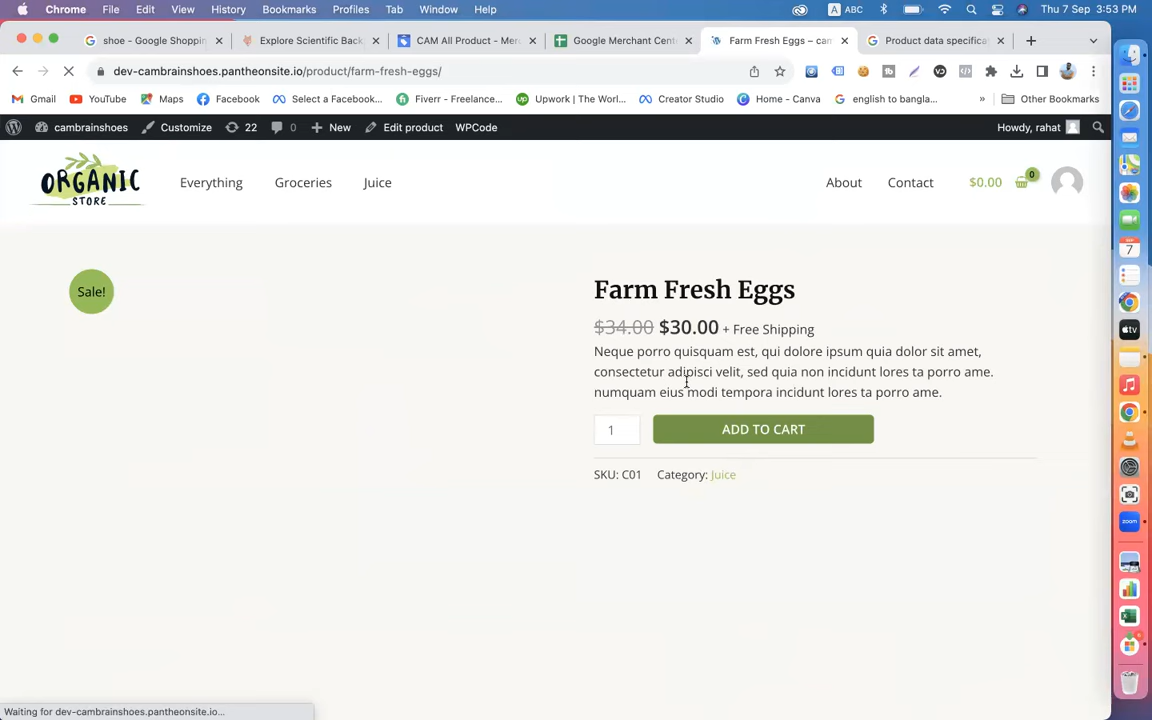 Chrome File Edit View History Bookmarks Profiles Tab Window Help A ABC Thu 7 Sep 3:53 PM
shoe - Google Shoppin Explore Scientific Back CAM All Product - Mer Google Merchant Cent Farm Fresh Eggs – can Product data specifica
dev-cambrainshoes.pantheonsite.io/product/farm-fresh-eggs/
Gmail YouTube Maps Facebook Select a Facebook... Fiverr - Freelance... Upwork | The Worl... Creator Studio Home - Canva english to bangla... » Other Bookmarks
cambrainshoes Customize 22 0 New Edit product WPCode Howdy, rahat
ORGANIC
STORE
Everything Groceries Juice About Contact $0.00 0
Sale!
Farm Fresh Eggs
$34.00 $30.00 + Free Shipping
Neque porro quisquam est, qui dolore ipsum quia dolor sit amet,
consectetur adipisci velit, sed quia non incidunt lores ta porro ame.
numquam eius modi tempora incidunt lores ta porro ame.
1 ADD TO CART
SKU: C01 Category: Juice
Waiting for dev-cambrainshoes.pantheonsite.io...